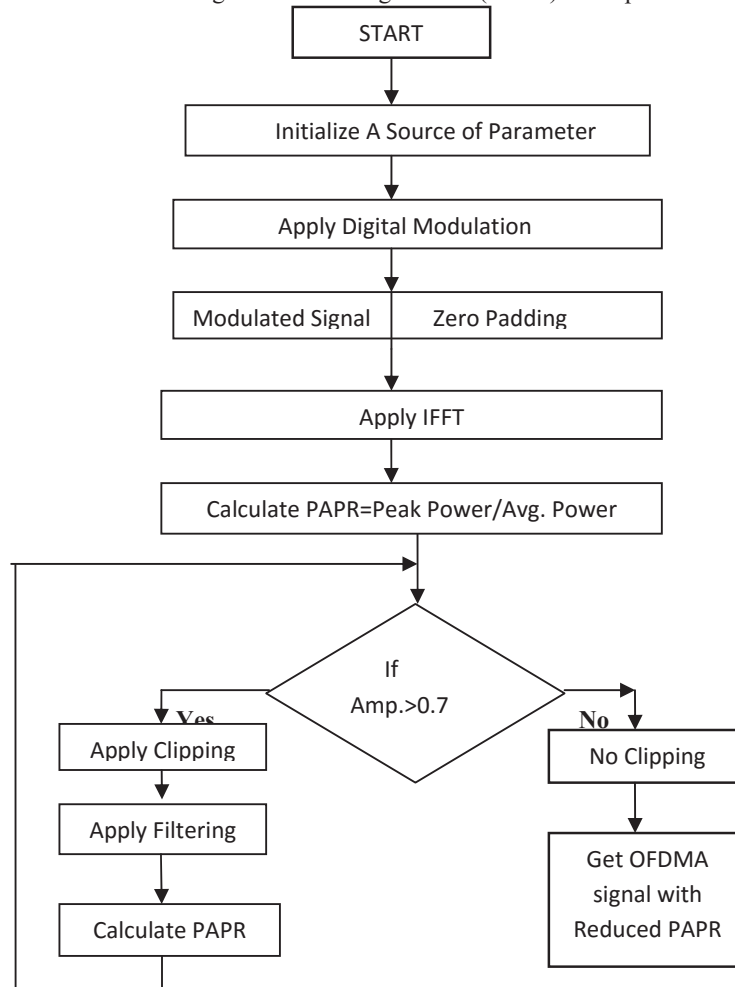 START
Initialize A Source of Parameter
Apply Digital Modulation
Modulated Signal Zero Padding
Apply IFFT
Calculate PAPR=Peak Power/Avg. Power
If
Amp.>0.7
Yes
No
Apply Clipping
No Clipping
Apply Filtering
Get OFDMA
signal with
Reduced PAPR
Calculate PAPR